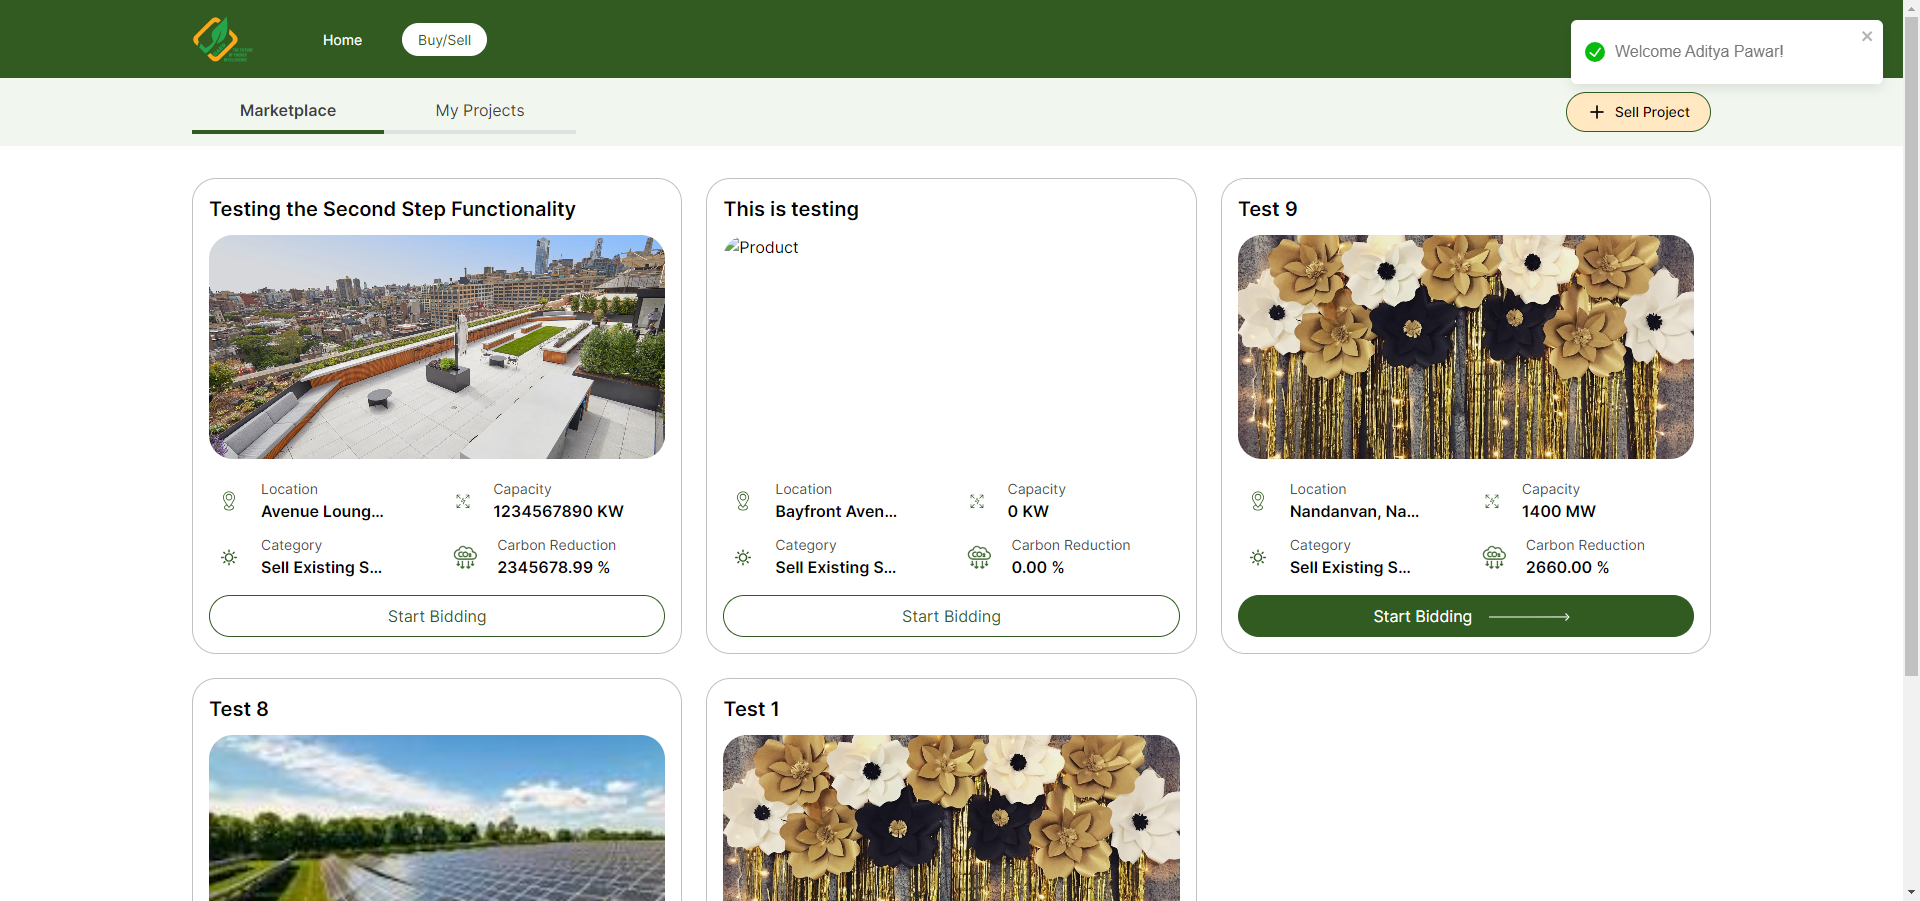 Home
Buy/Sell
Welcome Aditya Pawar!
Marketplace
My Projects
Sell Project
Testing the Second Step Functionality
This is testing
Test 9
Product
Location
Avenue Loung...
Capacity
1234567890 KW
Category
Sell Existing S...
Carbon Reduction
2345678.99 %
Start Bidding
Location
Bayfront Aven...
Capacity
0 KW
Category
Sell Existing S...
Carbon Reduction
0.00 %
Start Bidding
Location
Nandanvan, Na...
Capacity
1400 MW
Category
Sell Existing S...
Carbon Reduction
2660.00 %
Start Bidding
Test 8
Test 1